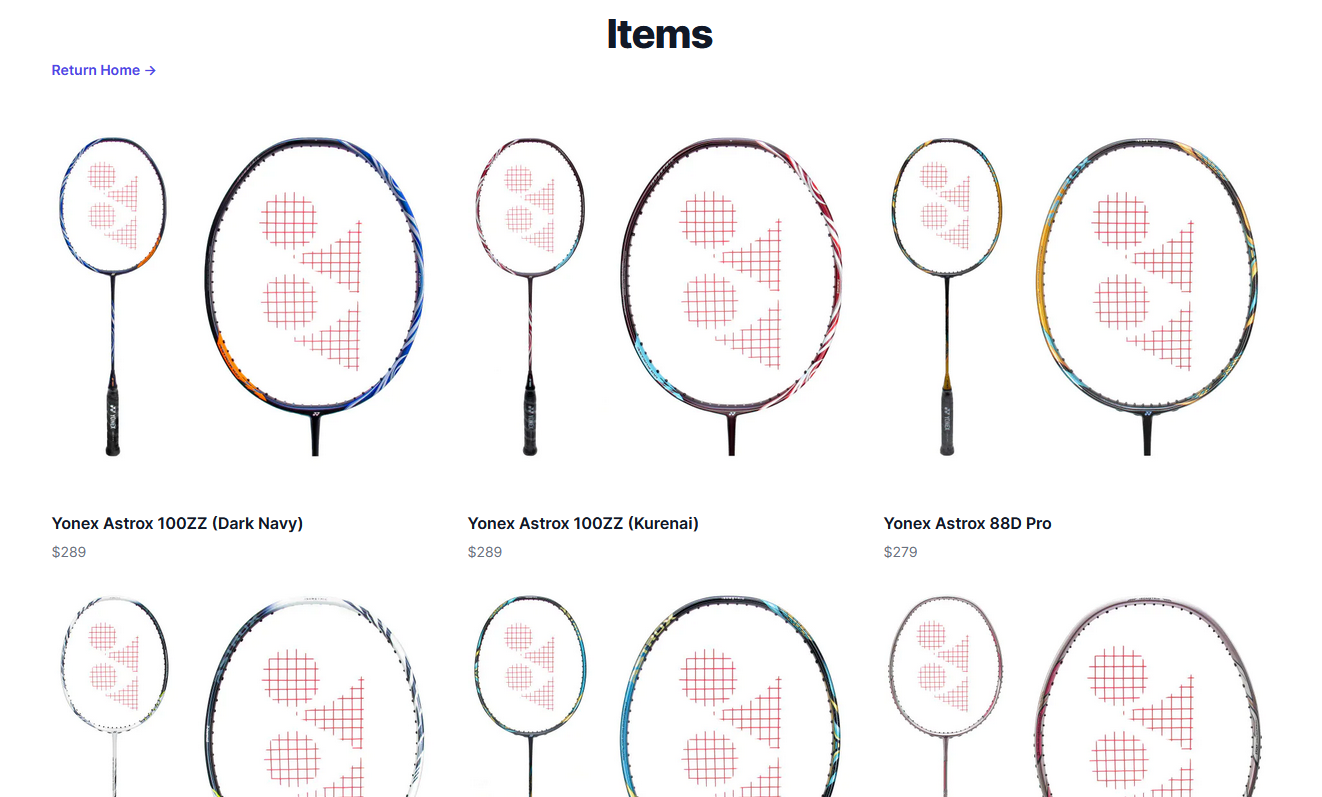 Items
Return Home →
Yonex Astrox 100ZZ (Dark Navy)
$289
Yonex Astrox 100ZZ (Kurenai)
$289
Yonex Astrox 88D Pro
$279